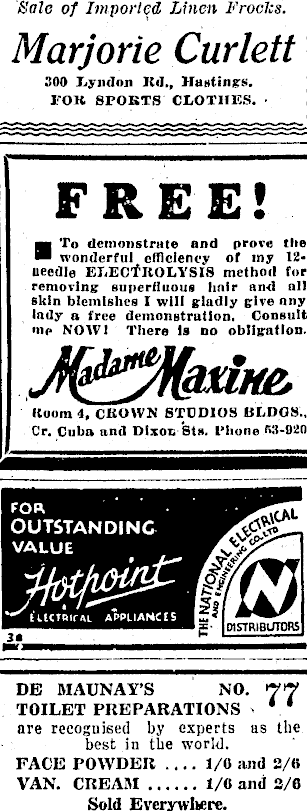 Sale of Imported Linen Frocks.
Marjorie Curlett
300 Lyndon Rd., Hastings.
FOR SPORTS CLOTHES.
FREE!
To demonstrate and prove the
wonderful efficiency of my 12-
needle ELECTROLYSIS method for
removing superfluous hair and all
skin blemishes I will gladly give any
lady a free demonstration. Consult
me NOW! There is no obligation.
Madame Maxine
Room 4, CROWN STUDIOS BLDGS.,
Cr. Cuba and Dixon Sts. Phone 53-920
FOR
OUTSTANDING
VALUE
Hotpoint
ELECTRICAL APPLIANCES
THE NATIONAL ELECTRICAL
AND ENGINEERING CO. LTD
N
DISTRIBUTORS
3a
DE MAUNAY'S NO. 77
TOILET PREPARATIONS
are recognised by experts as the
best in the world.
FACE POWDER .... 1/6 and 2/6
VAN. CREAM ...... 1/6 and 2/6
Sold Everywhere.